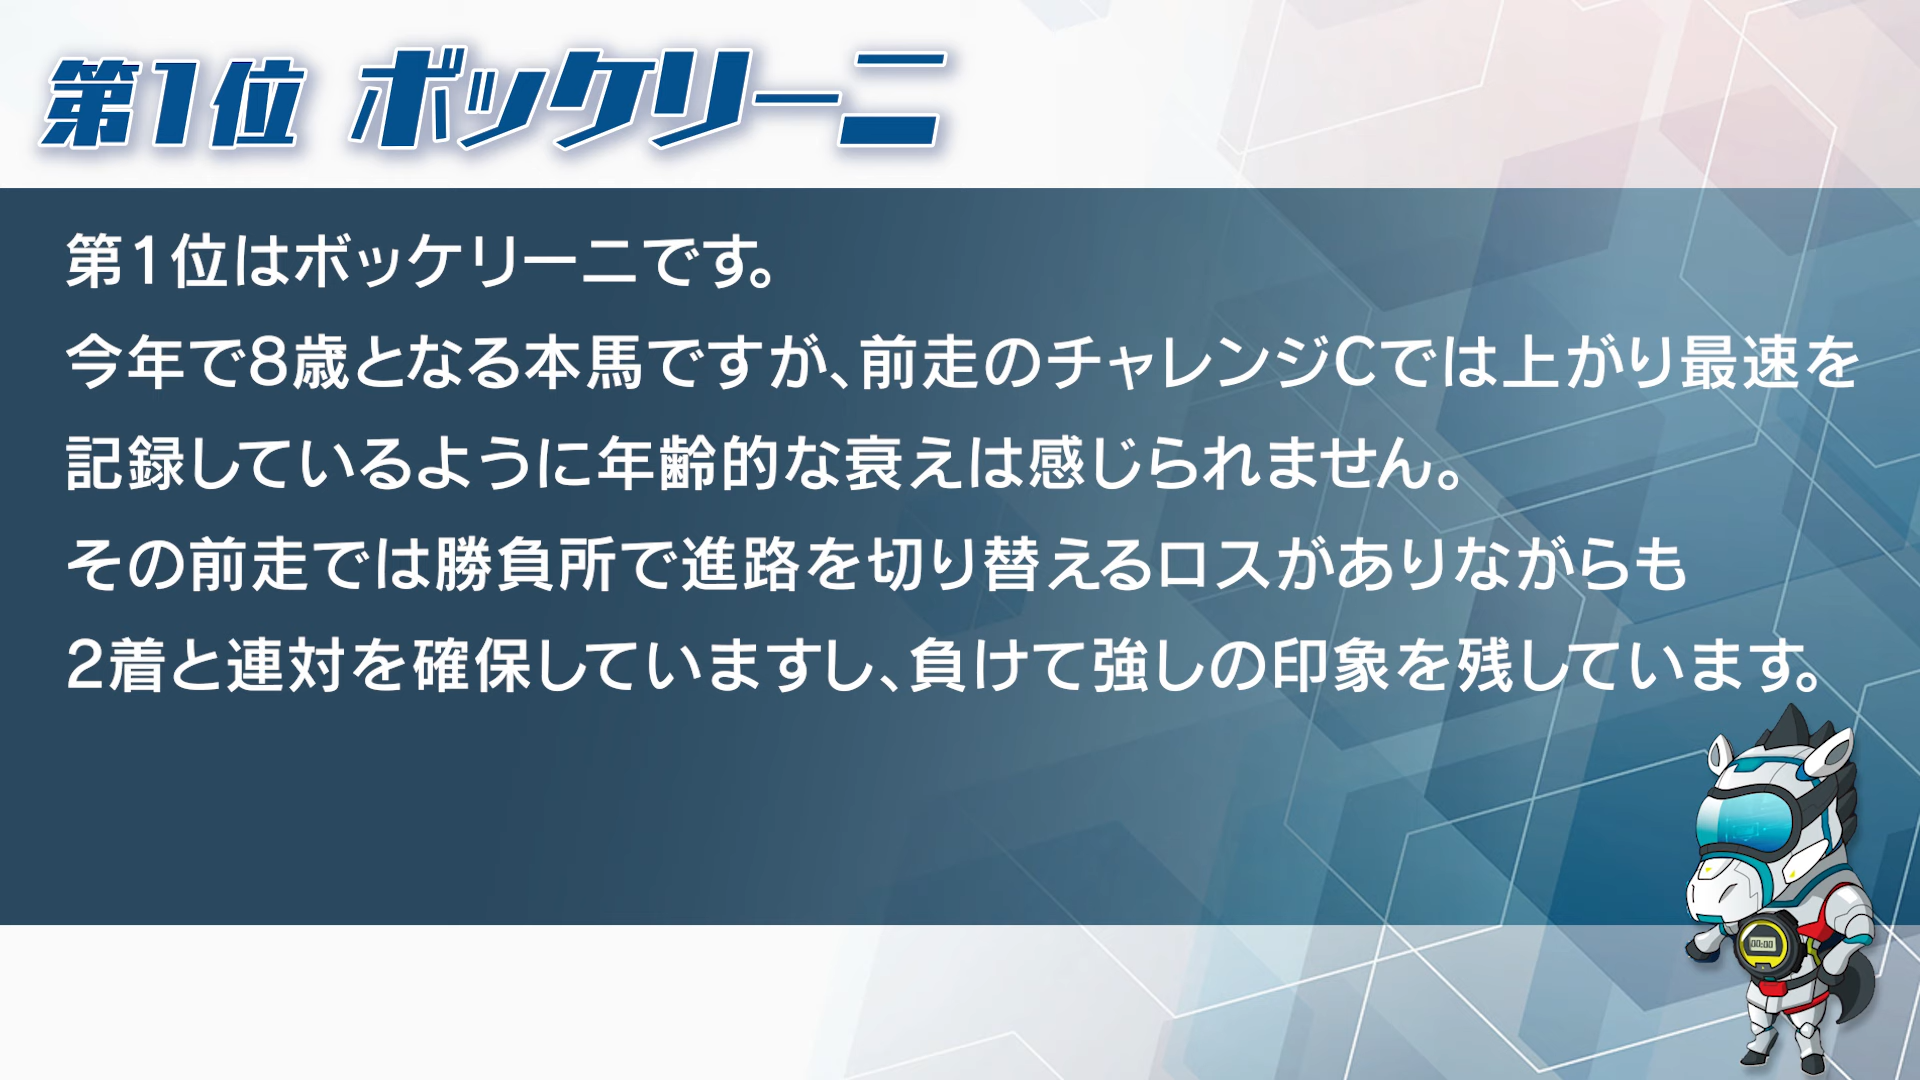 第1位 ボッケリーニ
第1位はボッケリーニです。
今年で8歳となる本馬ですが、前走のチャレンジCでは上がり最速を
記録しているように年齢的な衰えは感じられません。
その前走では勝負所で進路を切り替えるロスがありながらも
2着と連対を確保していますし、負けて強しの印象を残しています。
00:00